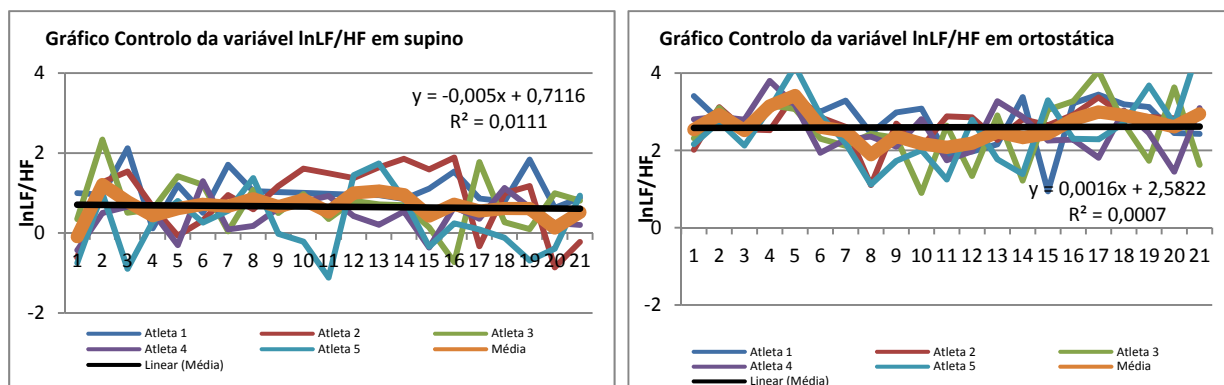 Gráfico Controlo da variável lnLF/HF em supino
4
y = -0,005x + 0,7116
R² = 0,0111
2
lnLF/HF
0
1 2 3 4 5 6 7 8 9 10 11 12 13 14 15 16 17 18 19 20 21
-2
Atleta 1 Atleta 2 Atleta 3
Atleta 4 Atleta 5 Média
Linear (Média)
Gráfico Controlo da variável lnLF/HF em ortostática
4
2
lnLF/HF
y = 0,0016x + 2,5822
R² = 0,0007
0
1 2 3 4 5 6 7 8 9 10 11 12 13 14 15 16 17 18 19 20 21
-2
Atleta 1 Atleta 2 Atleta 3
Atleta 4 Atleta 5 Média
Linear (Média)